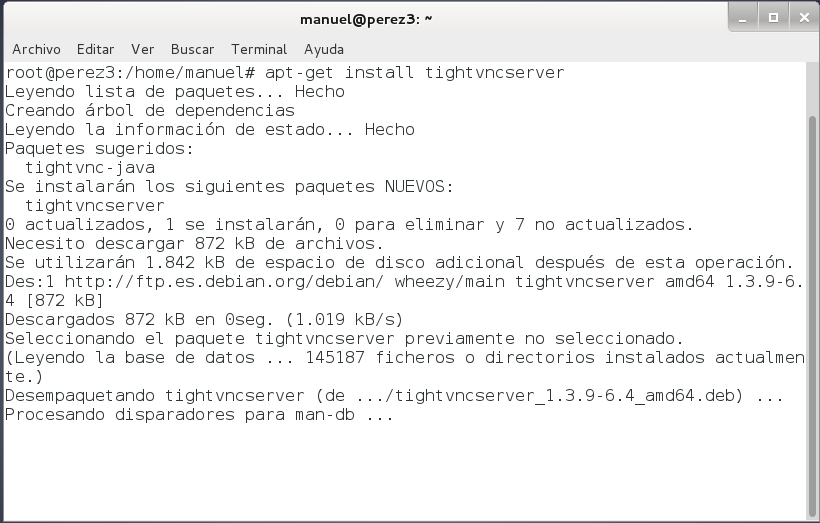 manuel@perez3: ~
Archivo Editar Ver Buscar Terminal Ayuda
root@perez3:/home/manuel# apt-get install tightvncserver
Leyendo lista de paquetes... Hecho
Creando árbol de dependencias
Leyendo la información de estado... Hecho
Paquetes sugeridos:
  tightvnc-java
Se instalarán los siguientes paquetes NUEVOS:
  tightvncserver
0 actualizados, 1 se instalarán, 0 para eliminar y 7 no actualizados.
Necesito descargar 872 kB de archivos.
Se utilizarán 1.842 kB de espacio de disco adicional después de esta operación.
Des:1 http://ftp.es.debian.org/debian/ wheezy/main tightvncserver amd64 1.3.9-6.
4 [872 kB]
Descargados 872 kB en 0seg. (1.019 kB/s)
Seleccionando el paquete tightvncserver previamente no seleccionado.
(Leyendo la base de datos ... 145187 ficheros o directorios instalados actualmen
te.)
Desempaquetando tightvncserver (de .../tightvncserver_1.3.9-6.4_amd64.deb) ...
Procesando disparadores para man-db ...